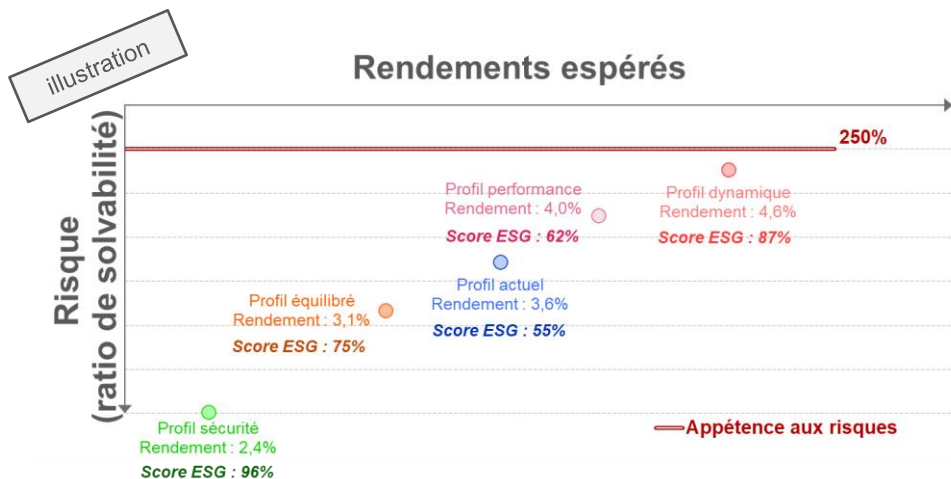 illustration
Rendements espérés
Risque
(ratio de solvabilité)
250%
Profil performance
Rendement : 4,0%
Score ESG : 62%
Profil dynamique
Rendement : 4,6%
Score ESG : 87%
Profil actuel
Rendement : 3,6%
Score ESG : 55%
Profil équilibré
Rendement : 3,1%
Score ESG : 75%
Appétence aux risques
Profil sécurité
Rendement : 2,4%
Score ESG : 96%